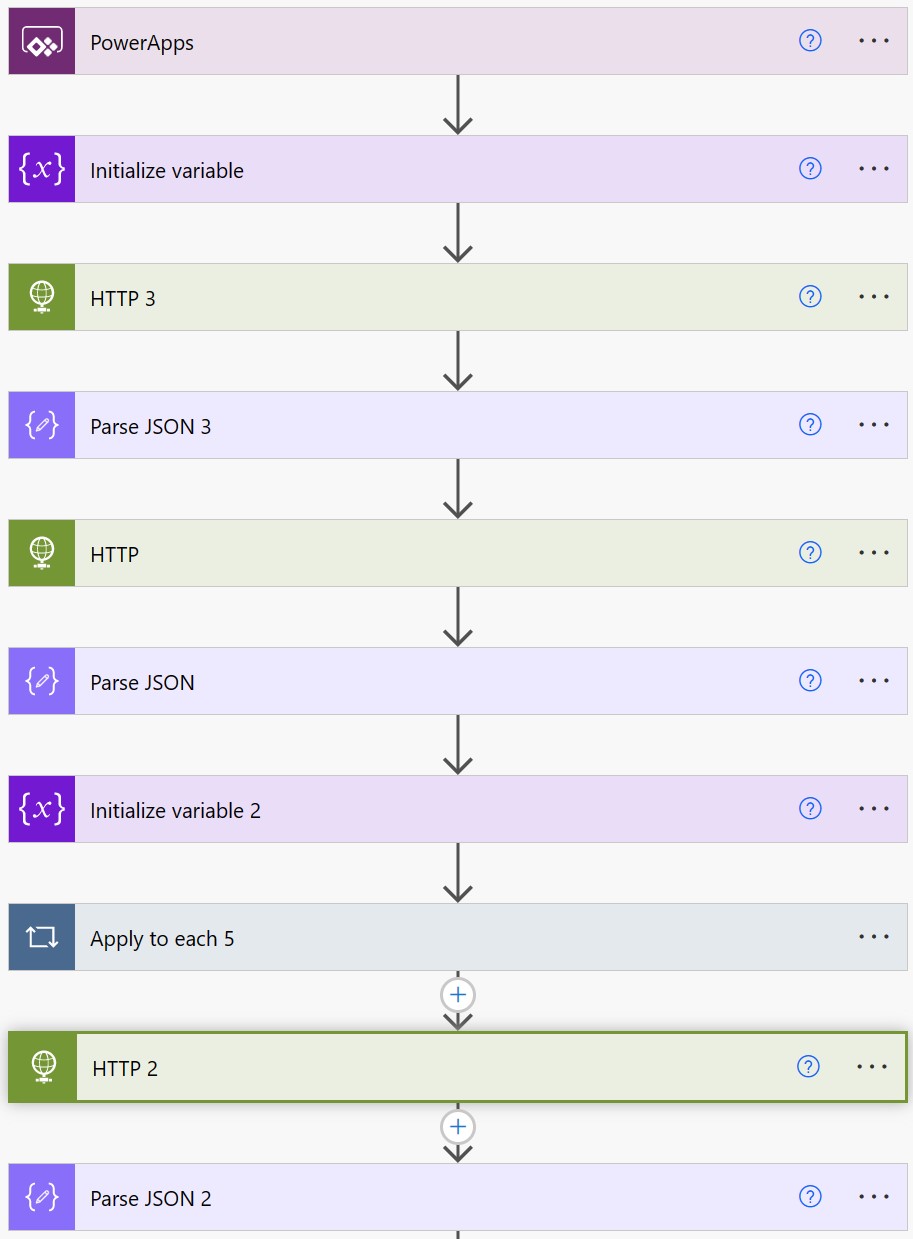 PowerApps
Initialize variable
HTTP 3
Parse JSON 3
HTTP
Parse JSON
Initialize variable 2
Apply to each 5
HTTP 2
Parse JSON 2